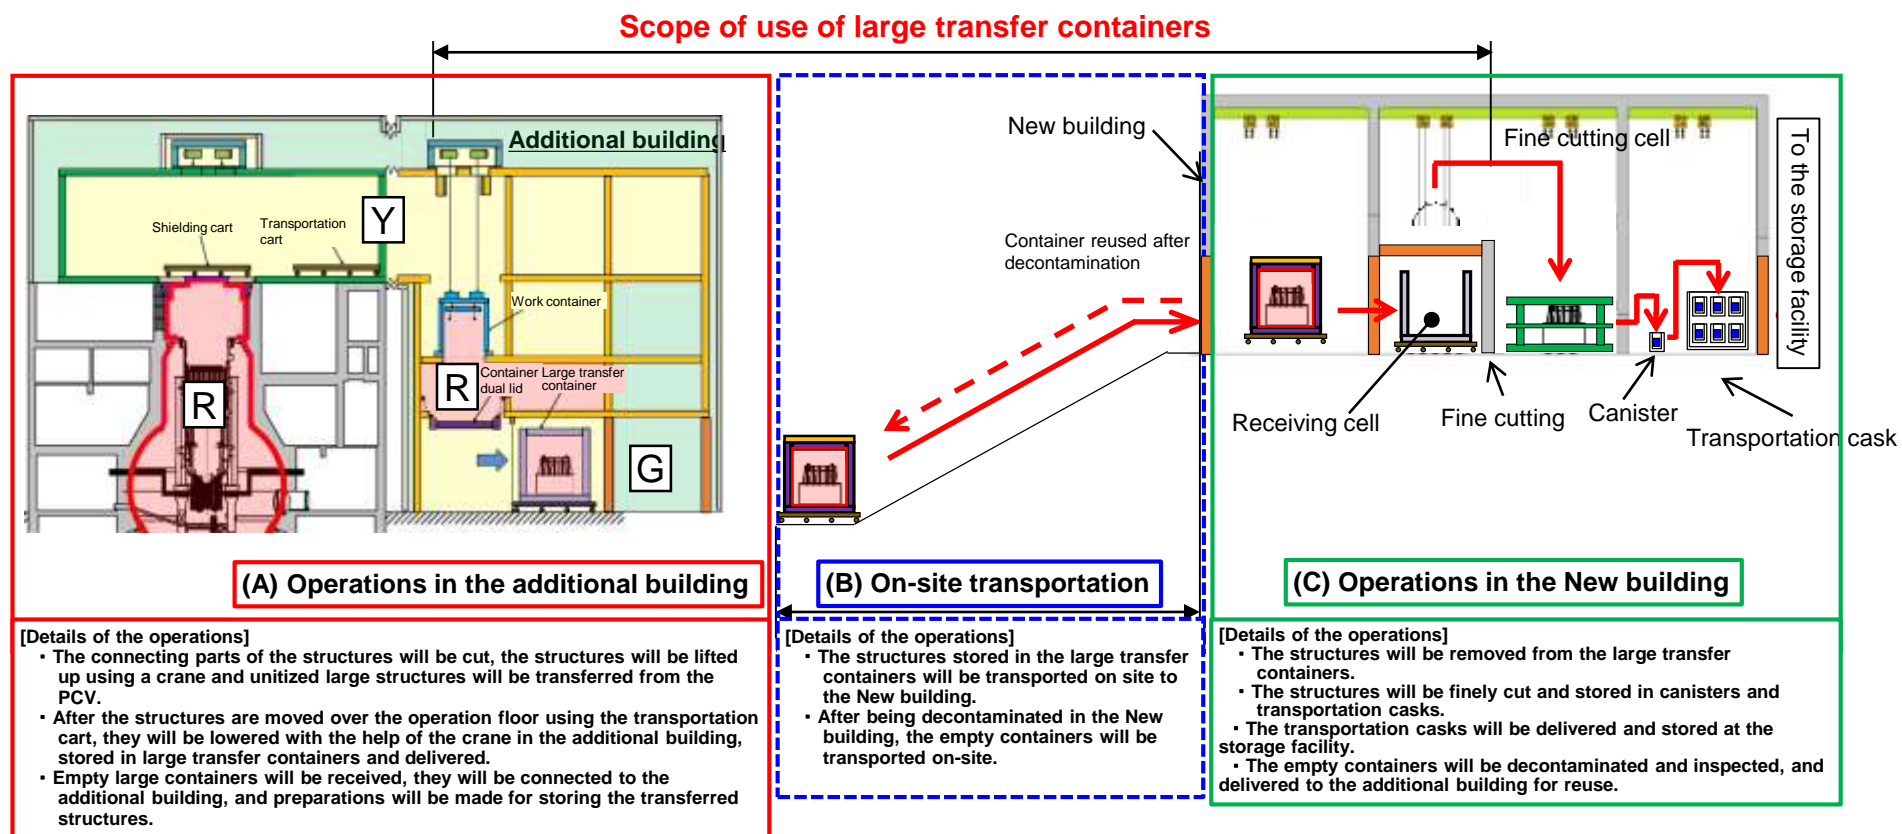 Scope of use of large transfer containers
Additional building
Shielding cart
Transportation
cart
Y
Work container
R
R
Container
dual lid
Large transfer
container
G
(A) Operations in the additional building
New building
Container reused after
decontamination
(B) On-site transportation
Fine cutting cell
To the storage facility
Receiving cell
Fine cutting
Canister
Transportation cask
(C) Operations in the New building
[Details of the operations]
・The connecting parts of the structures will be cut, the structures will be lifted
up using a crane and unitized large structures will be transferred from the
PCV.
・After the structures are moved over the operation floor using the transportation
cart, they will be lowered with the help of the crane in the additional building,
stored in large transfer containers and delivered.
・Empty large containers will be received, they will be connected to the
additional building, and preparations will be made for storing the transferred
structures.
[Details of the operations]
・The structures stored in the large transfer
containers will be transported on site to
the New building.
・After being decontaminated in the New
building, the empty containers will be
transported on-site.
[Details of the operations]
・The structures will be removed from the large transfer
containers.
・The structures will be finely cut and stored in canisters and
transportation casks.
・The transportation casks will be delivered and stored at the
storage facility.
・The empty containers will be decontaminated and inspected, and
delivered to the additional building for reuse.